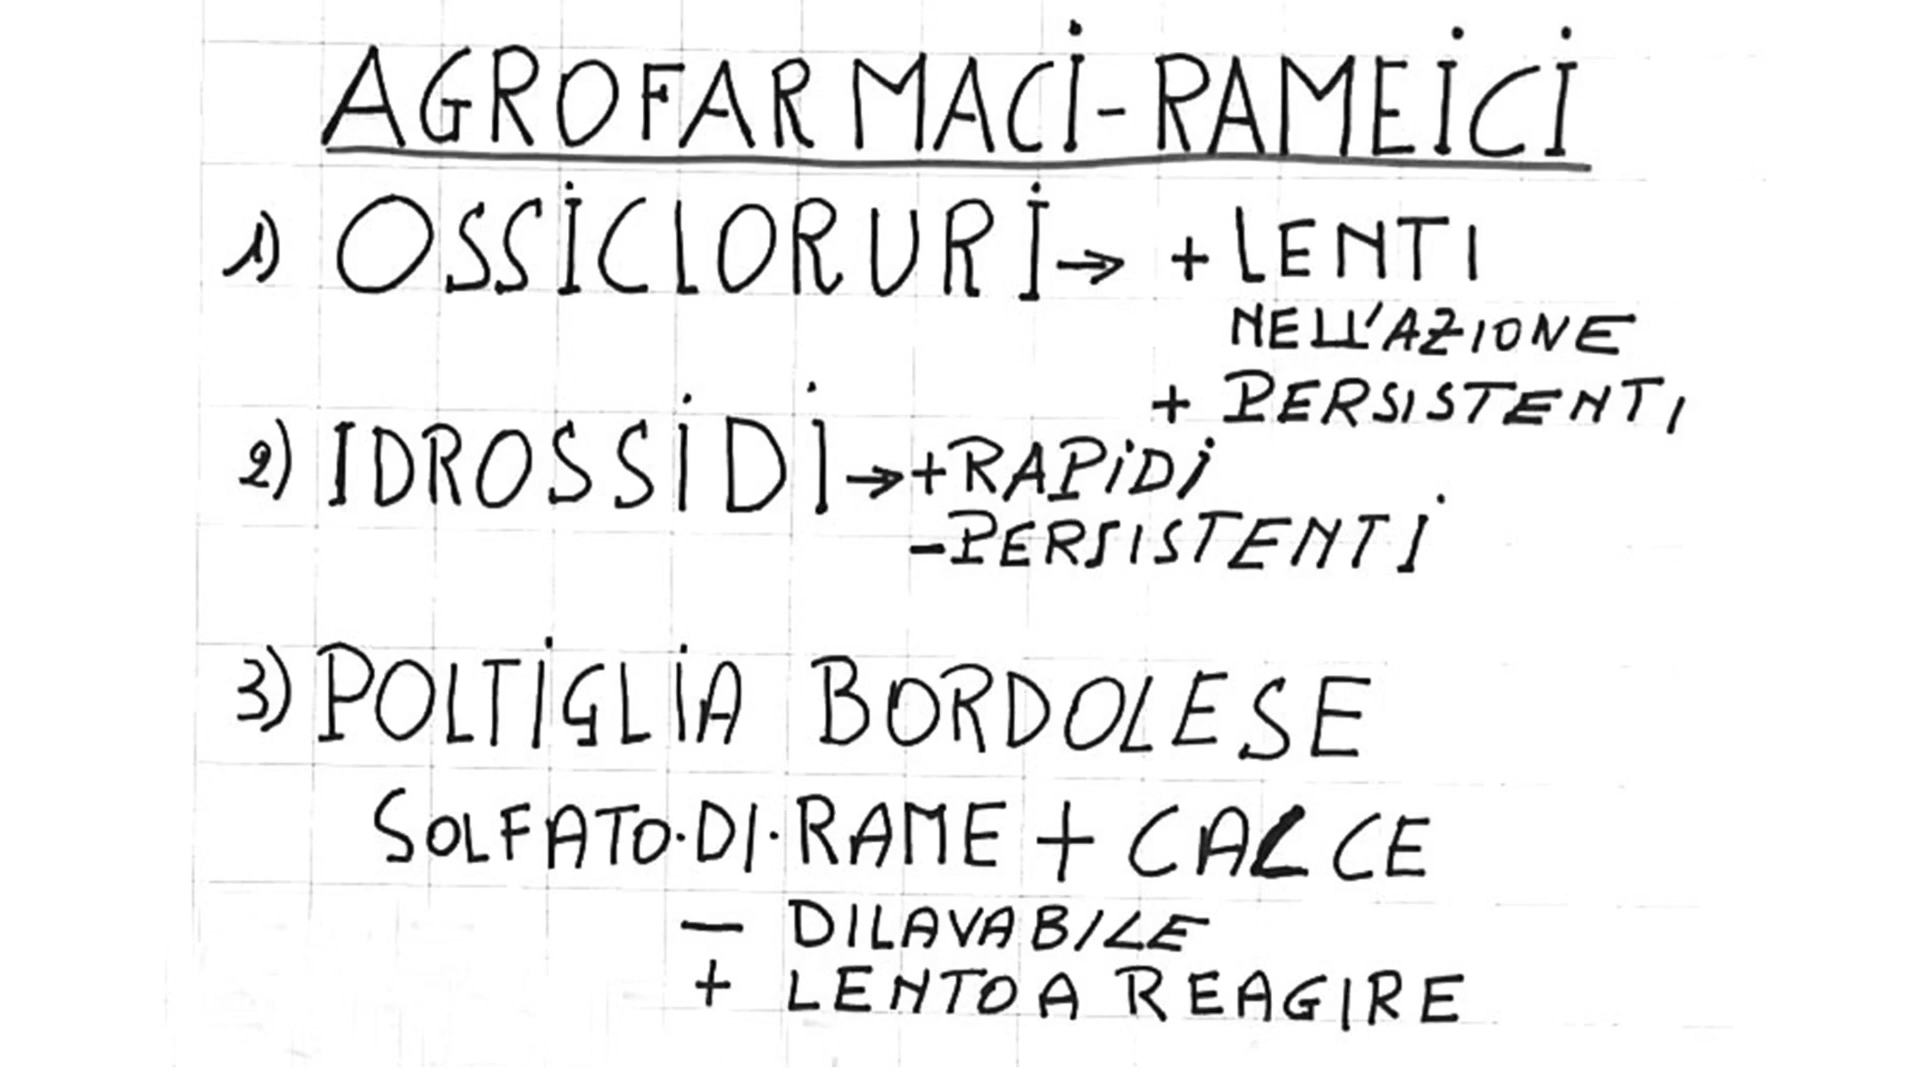 AGROFARMACI-RAMEICI
1) OSSICLORURI → + LENTI
NELL'AZIONE
+ PERSISTENTI
2) IDROSSIDI → + RAPIDI
- PERSISTENTI
3) POLTIGLIA BORDOLESE
SOLFATO·DI·RAME + CALCE
- DILAVABILE
+ LENTO A REAGIRE